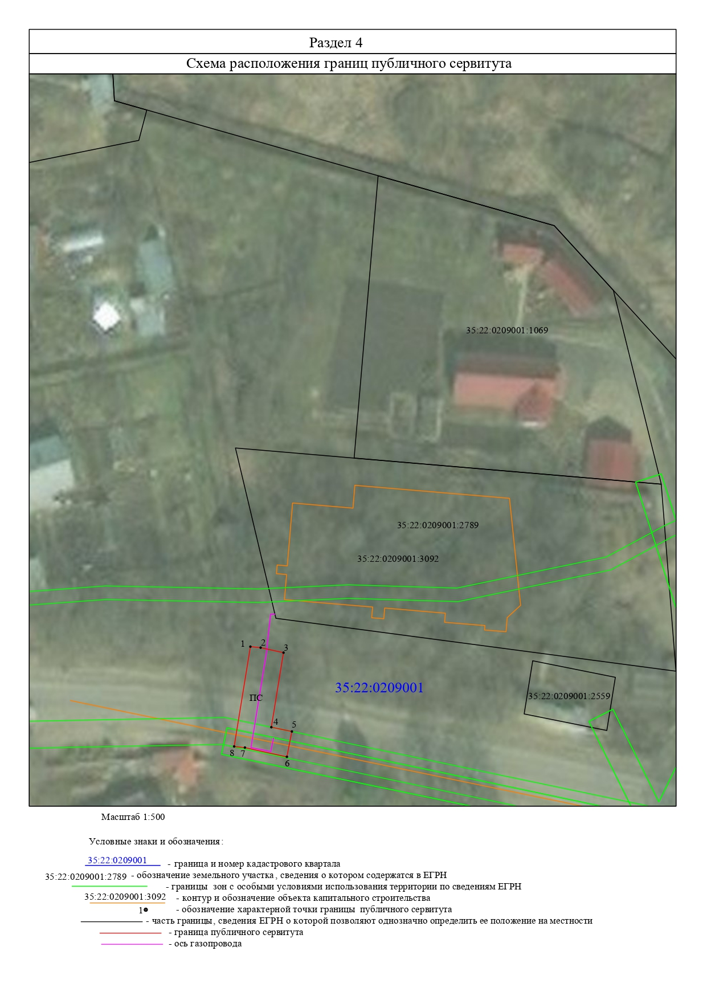 Раздел 4
Схема расположения границ публичного сервитута
35:22:0209001:1069
35:22:0209001:2789
35:22:0209001:3092
1
2
3
35:22:0209001
35:22:0209001:2559
ПС
4
5
8
7
6
Масштаб 1:500
Условные знаки и обозначения:
35:22:0209001 - граница и номер кадастрового квартала
35:22:0209001:2789 - обозначение земельного участка, сведения о котором содержатся в ЕГРН
- границы зон с особыми условиями использования территории по сведениям ЕГРН
35:22:0209001:3092 - контур и обозначение объекта капитального строительства
1 - обозначение характерной точки границы публичного сервитута
- часть границы, сведения ЕГРН о которой позволяют однозначно определить ее положение на местности
- граница публичного сервитута
- ось газопровода